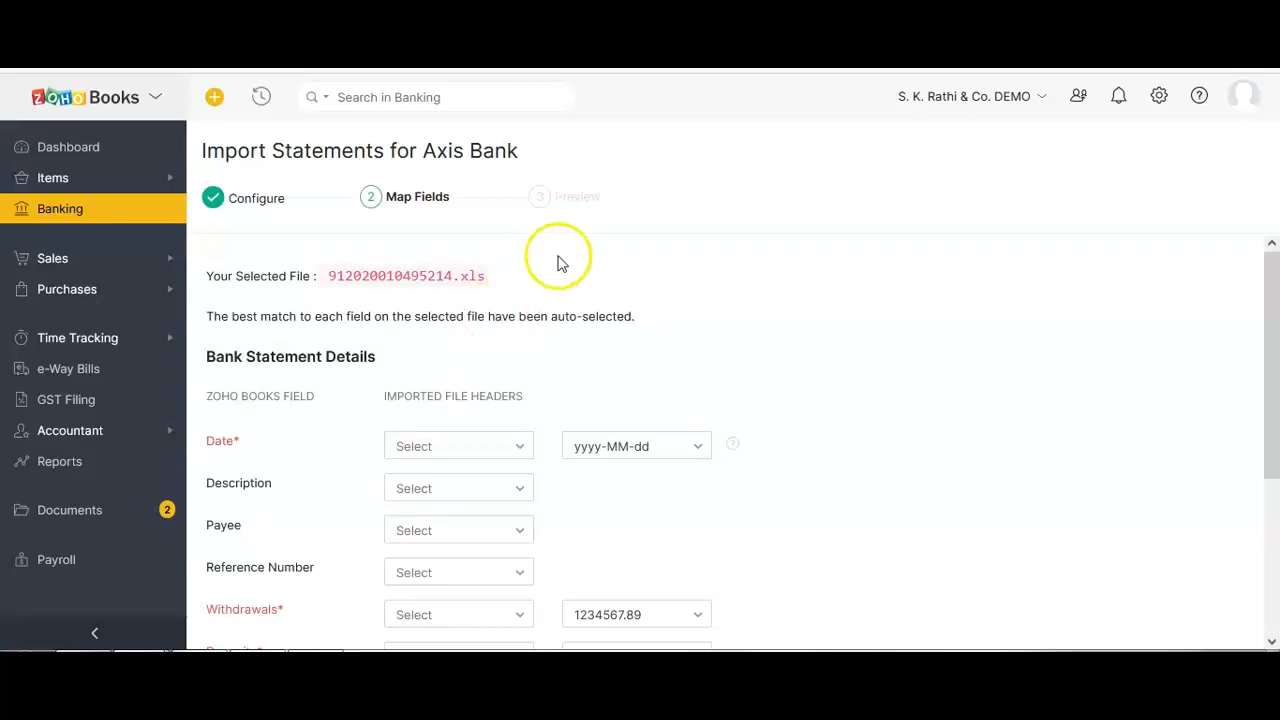 ZOHO Books
Search in Banking
S. K. Rathi & Co. DEMO
Dashboard
Items
Banking
Sales
Purchases
Time Tracking
e-Way Bills
GST Filing
Accountant
Reports
Documents
2
Payroll
Import Statements for Axis Bank
Configure
2 Map Fields
3 Preview
Your Selected File : 912020010495214.xls
The best match to each field on the selected file have been auto-selected.
Bank Statement Details
ZOHO BOOKS FIELD IMPORTED FILE HEADERS
Date* Select yyyy-MM-dd ?
Description Select
Payee Select
Reference Number Select
Withdrawals* Select 1234567.89